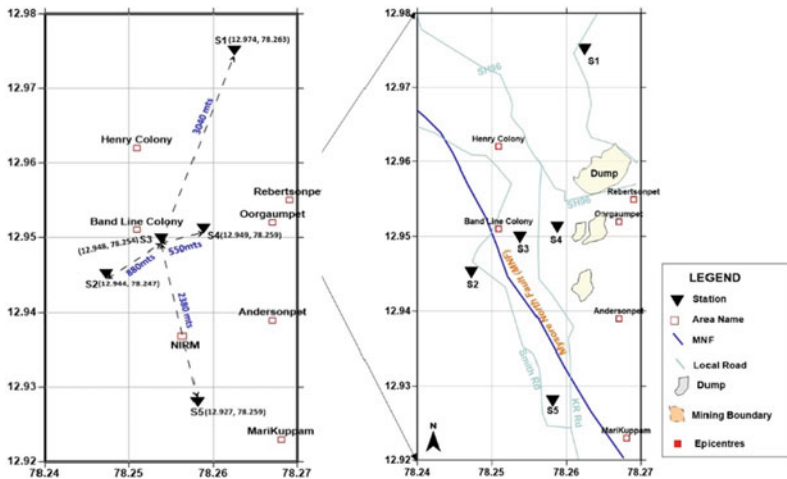 12.98
12.97
12.96
12.95
12.94
12.93
12.92
78.24
78.25
78.26
78.27
S1 (12.974, 78.263)
3040 mts
Henry Colony
Robertsonpet
Oorgaumpet
Band Line Colony
(12.948, 78.254) S3
S4 (12.949, 78.259)
550mts
880mts
S2 (12.944, 78.247)
2380 mts
Andersonpet
NIRM
S5 (12.927, 78.259)
MariKuppam
12.98
12.97
12.96
12.95
12.94
12.93
12.92
78.24
78.25
78.26
78.27
S1
SH96
Henry Colony
Dump
Robertsonpet
SH96
Oorgaumpet
Band Line Colony
S3
S4
S2
Mysore North Fault (MNF)
Andersonpet
Smith Rd
S5
KR Rd
MariKuppam
N
LEGEND
Station
Area Name
MNF
Local Road
Dump
Mining Boundary
Epicentres